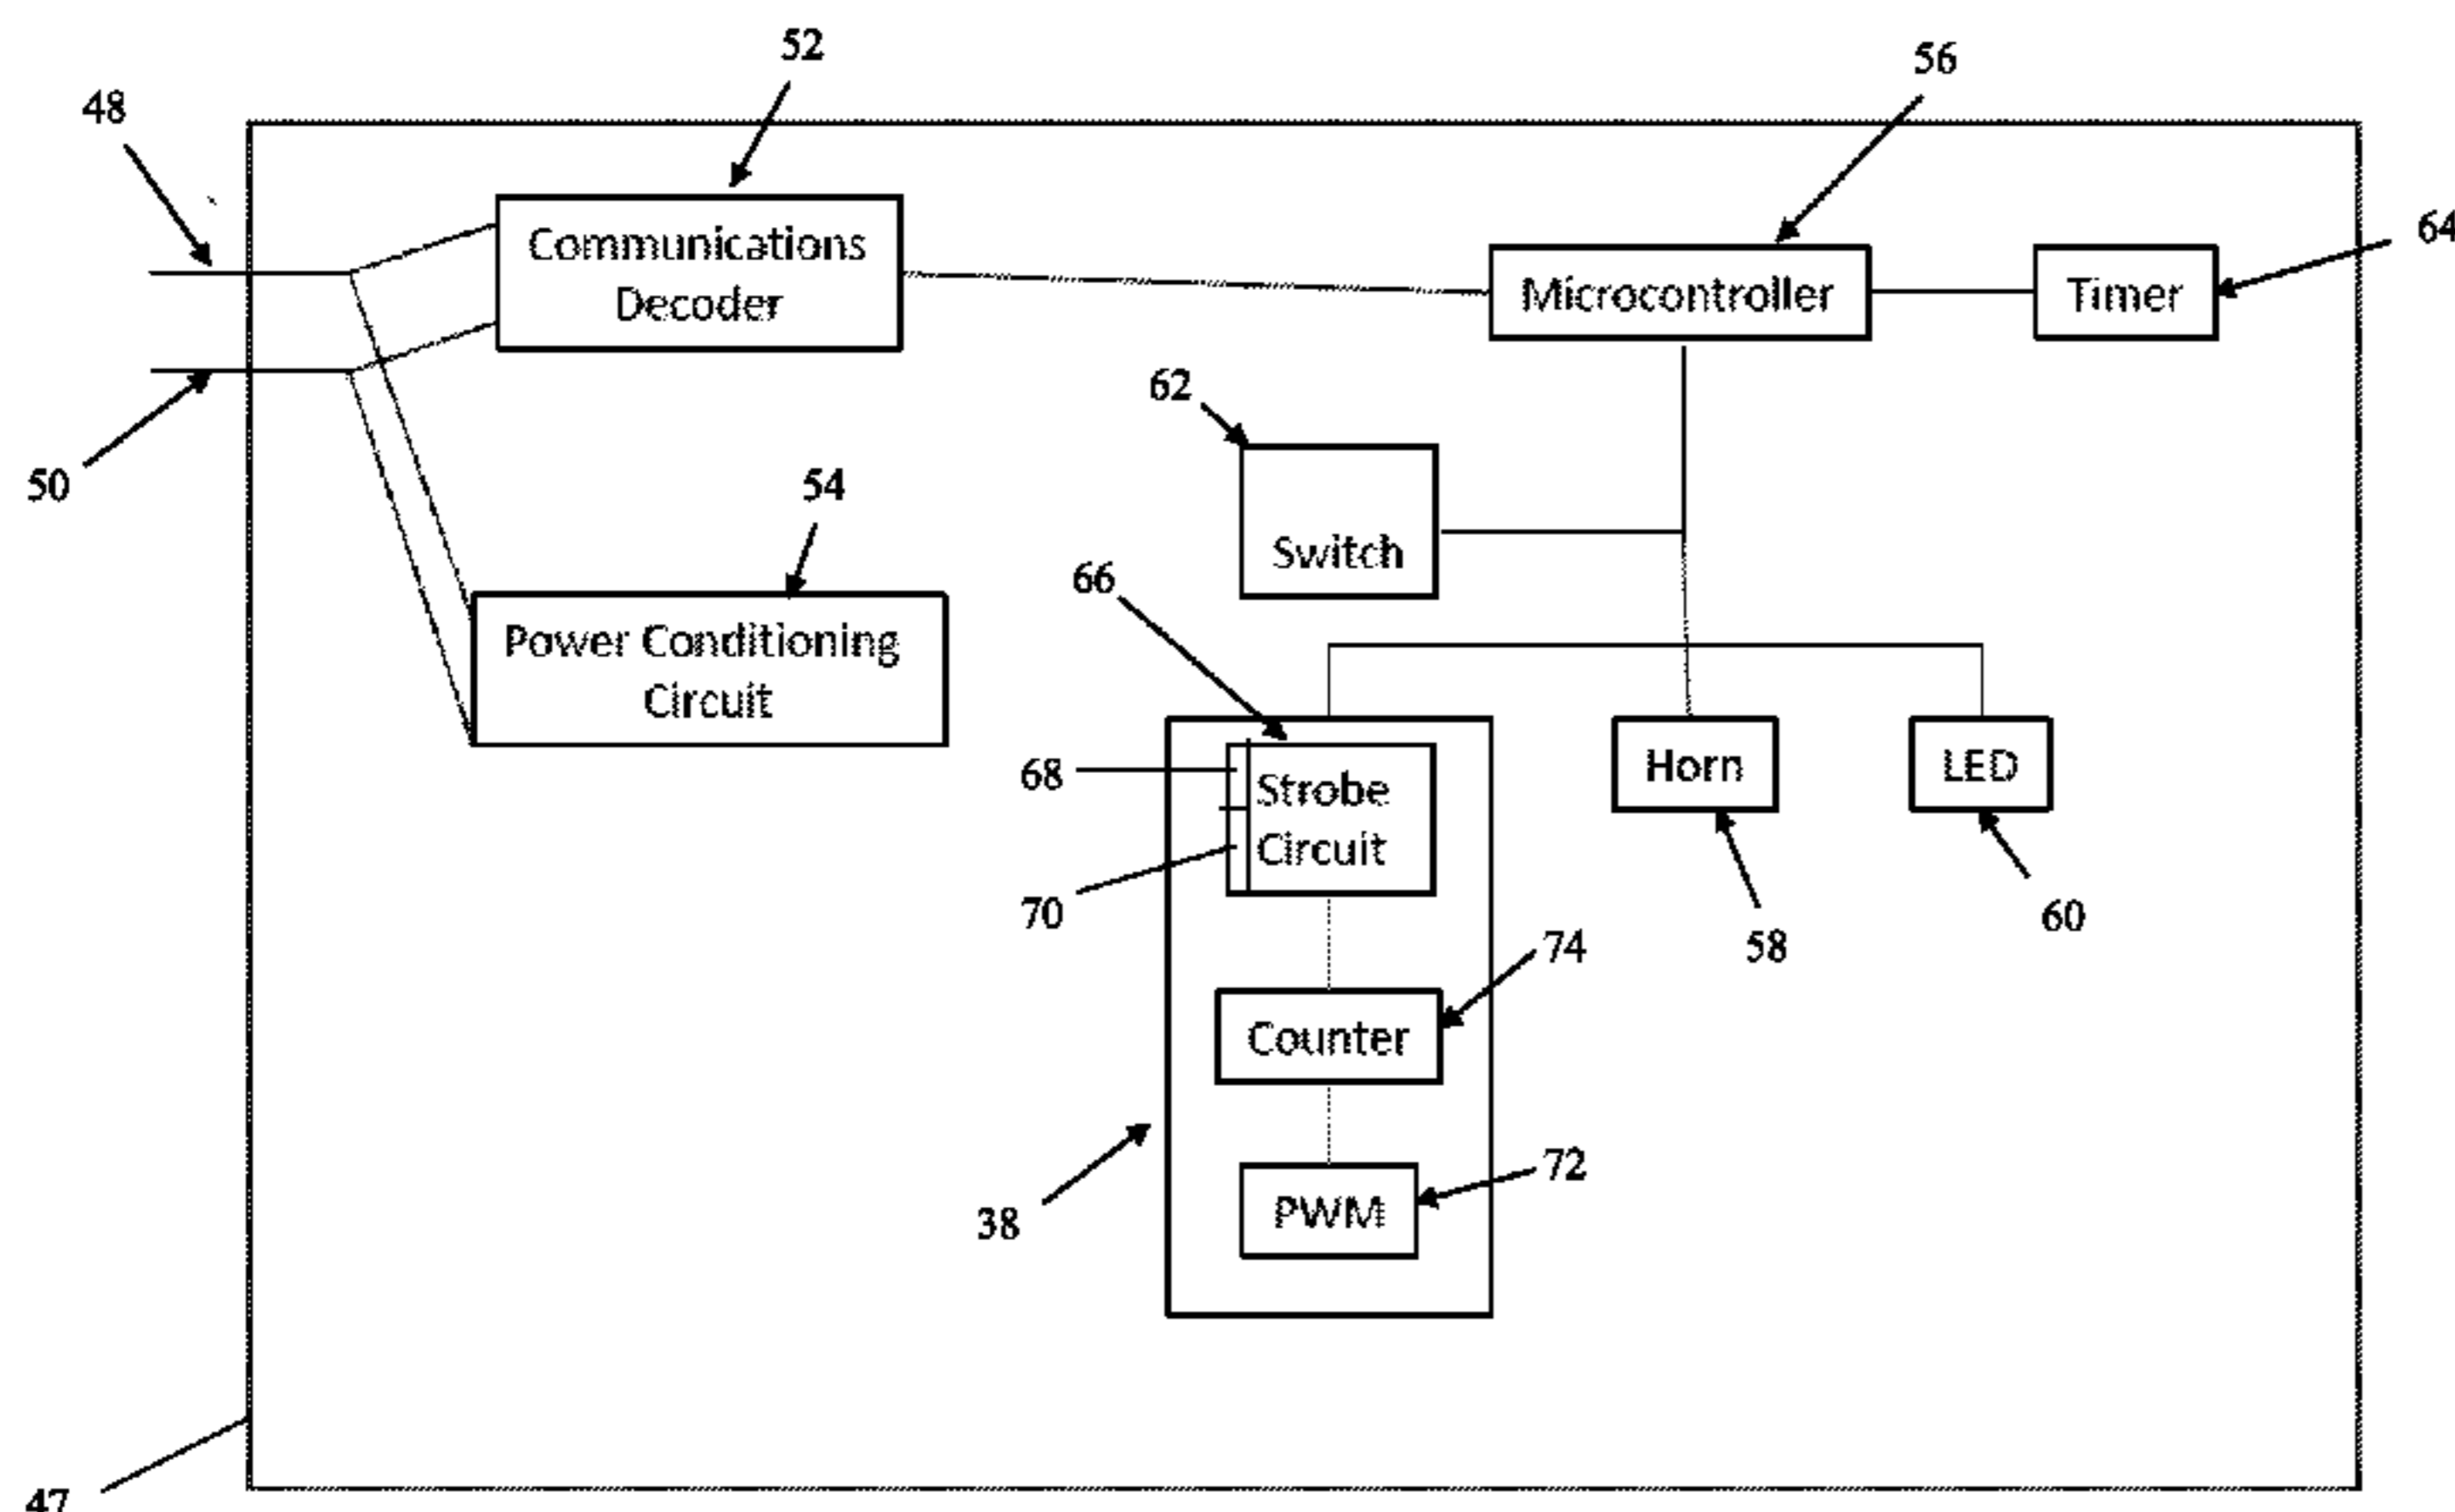 52
56
48
64
Communications
Decoder
Microcontroller
Timer
62
50
54
Switch
66
Power Conditioning
Circuit
68
Strobe
Circuit
Horn
LED
70
60
74
58
Counter
72
38
PWM
47